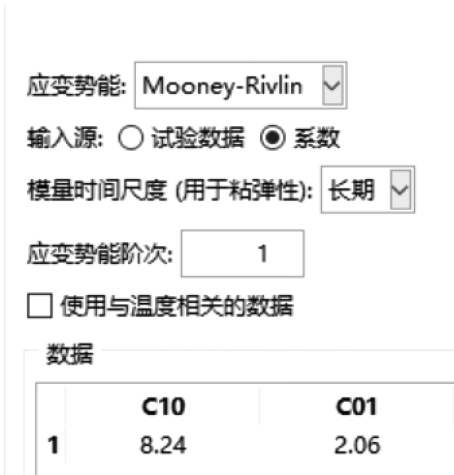 应变势能: Mooney-Rivlin
输入源: 试验数据 系数
模量时间尺度 (用于粘弹性): 长期
应变势能阶次: 1
使用与温度相关的数据
数据
C10 C01
1 8.24 2.06